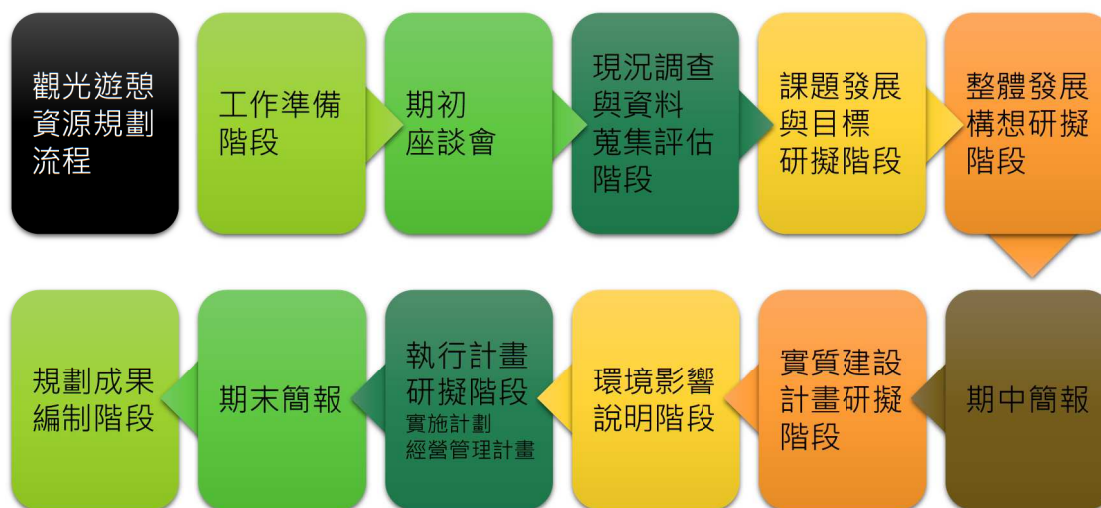 觀光遊憩
資源規劃
流程
工作準備
階段
期初
座談會
現況調查
與資料
蒐集評估
階段
課題發展
與目標
研擬階段
整體發展
構想研擬
階段
期中簡報
實質建設
計畫研擬
階段
環境影響
說明階段
執行計畫
研擬階段
實施計劃
經營管理計畫
期末簡報
規劃成果
編制階段